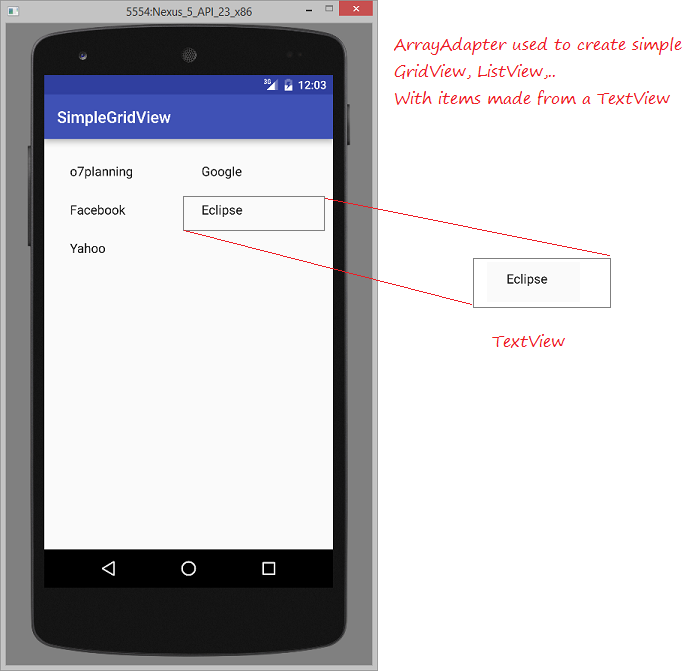 5554:Nexus_5_API_23_x86
ArrayAdapter used to create simple
GridView, ListView,..
With items made from a TextView
3G 12:03
SimpleGridView
o7planning Google
Facebook Eclipse
Yahoo
Eclipse
TextView